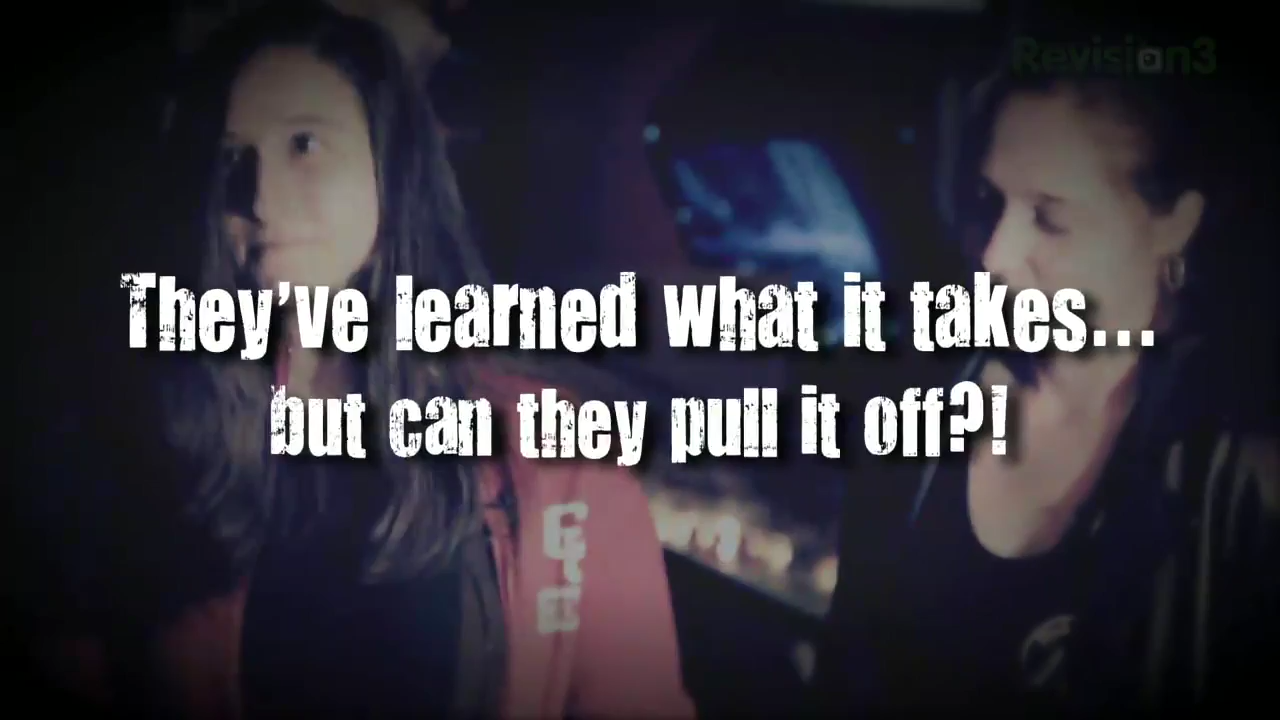 Revision3
They've learned what it takes...
but can they pull it off?!